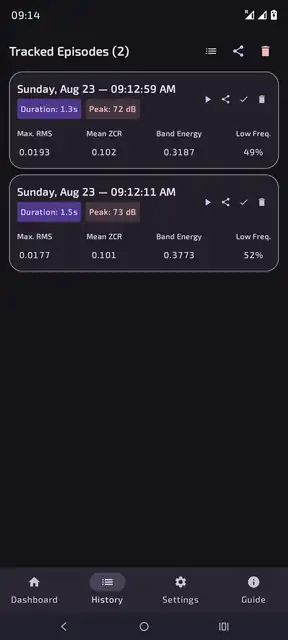 09:14
Tracked Episodes (2)
Sunday, Aug 23 — 09:12:59 AM
Duration: 1.3s Peak: 72 dB
Max. RMS Mean ZCR Band Energy Low Freq.
0.0193 0.102 0.3187 49%
Sunday, Aug 23 — 09:12:11 AM
Duration: 1.5s Peak: 73 dB
Max. RMS Mean ZCR Band Energy Low Freq.
0.0177 0.101 0.3773 52%
Dashboard History Settings Guide